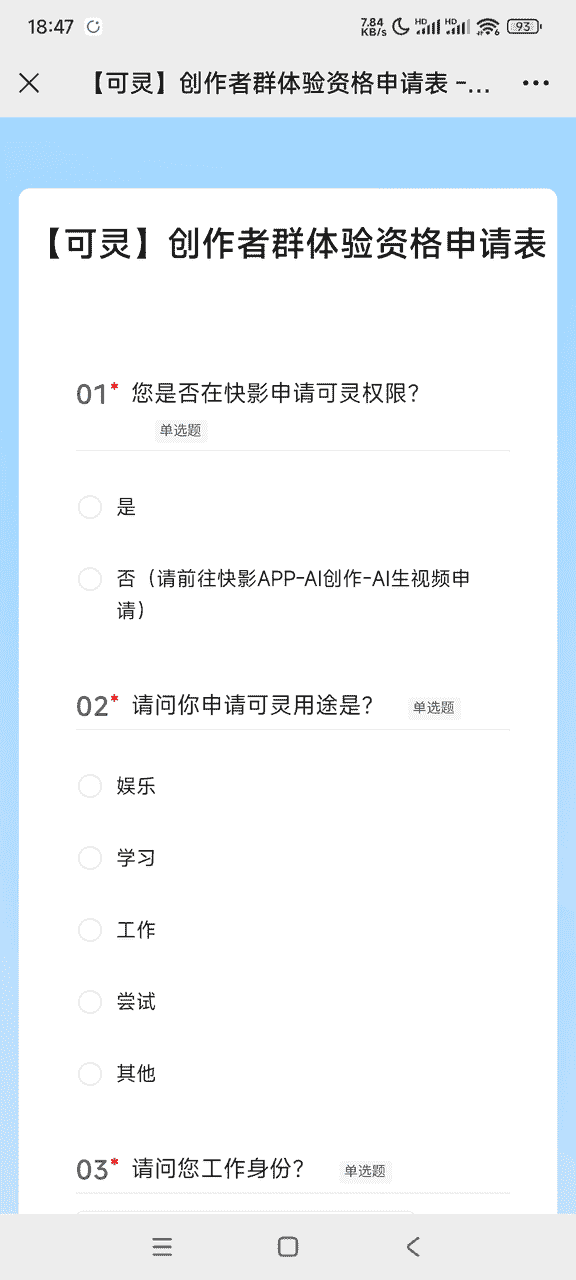 18:47
7.84
KB/s
HD
HD
6
93
【可灵】创作者群体验资格申请表 -...
【可灵】创作者群体验资格申请表
01* 您是否在快影申请可灵权限?
单选题
是
否（请前往快影APP-AI创作-AI生视频申
请）
02* 请问你申请可灵用途是? 单选题
娱乐
学习
工作
尝试
其他
03* 请问您工作身份? 单选题